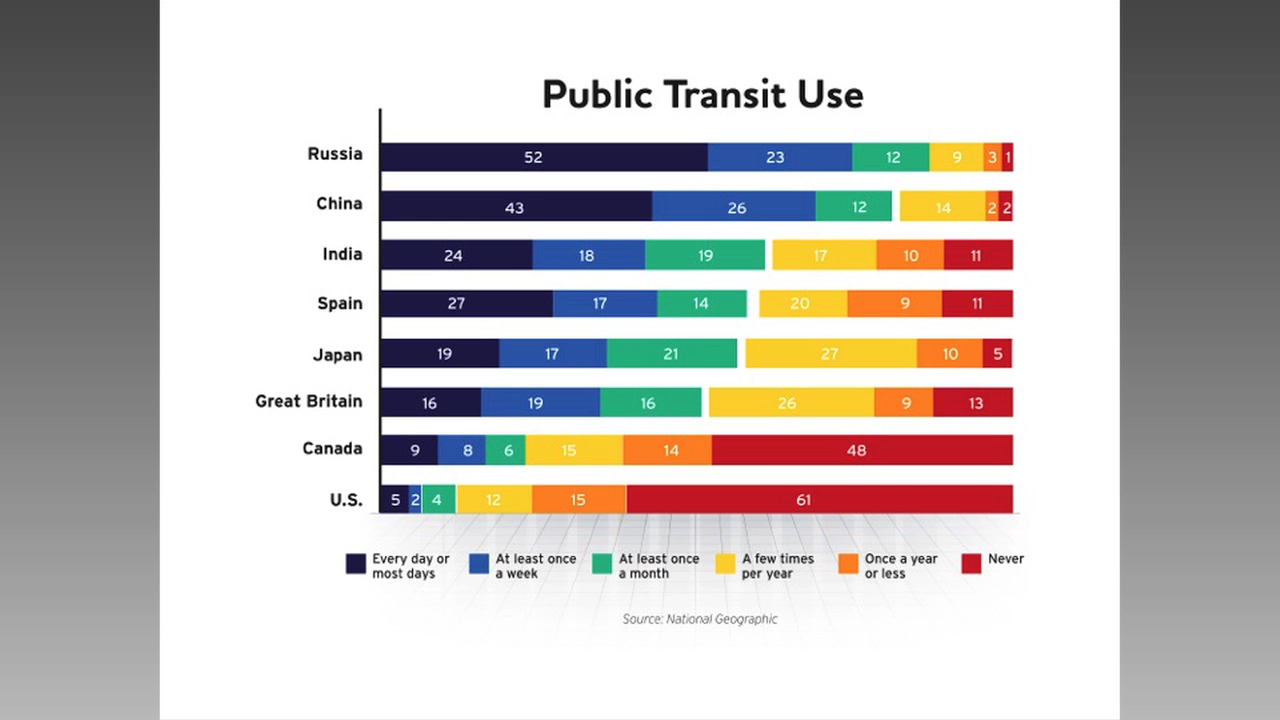 Public Transit Use
Russia 52 23 12 9 3 1
China 43 26 12 14 2 2
India 24 18 19 17 10 11
Spain 27 17 14 20 9 11
Japan 19 17 21 27 10 5
Great Britain 16 19 16 26 9 13
Canada 9 8 6 15 14 48
U.S. 5 2 4 12 15 61
Every day or most days
At least once a week
At least once a month
A few times per year
Once a year or less
Never
Source: National Geographic